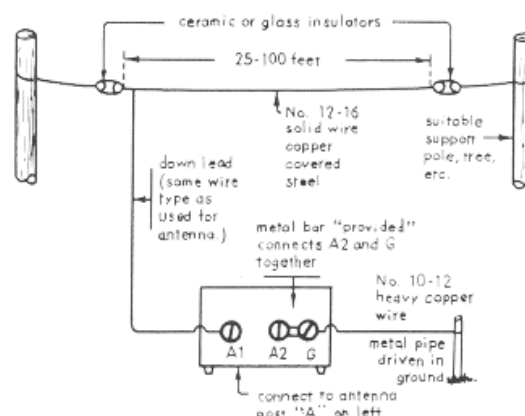 ceramic or glass insulators
25-100 feet
No. 12-16
solid wire
copper
covered
steel
suitable
support
pole, tree,
etc.
down lead
(same wire
type as
used for
antenna.)
metal bar "provided"
connects A2 and G
together
No. 10-12
heavy copper
wire
A1
A2
G
metal pipe
driven in
ground
connect to antenna
post "A" on left